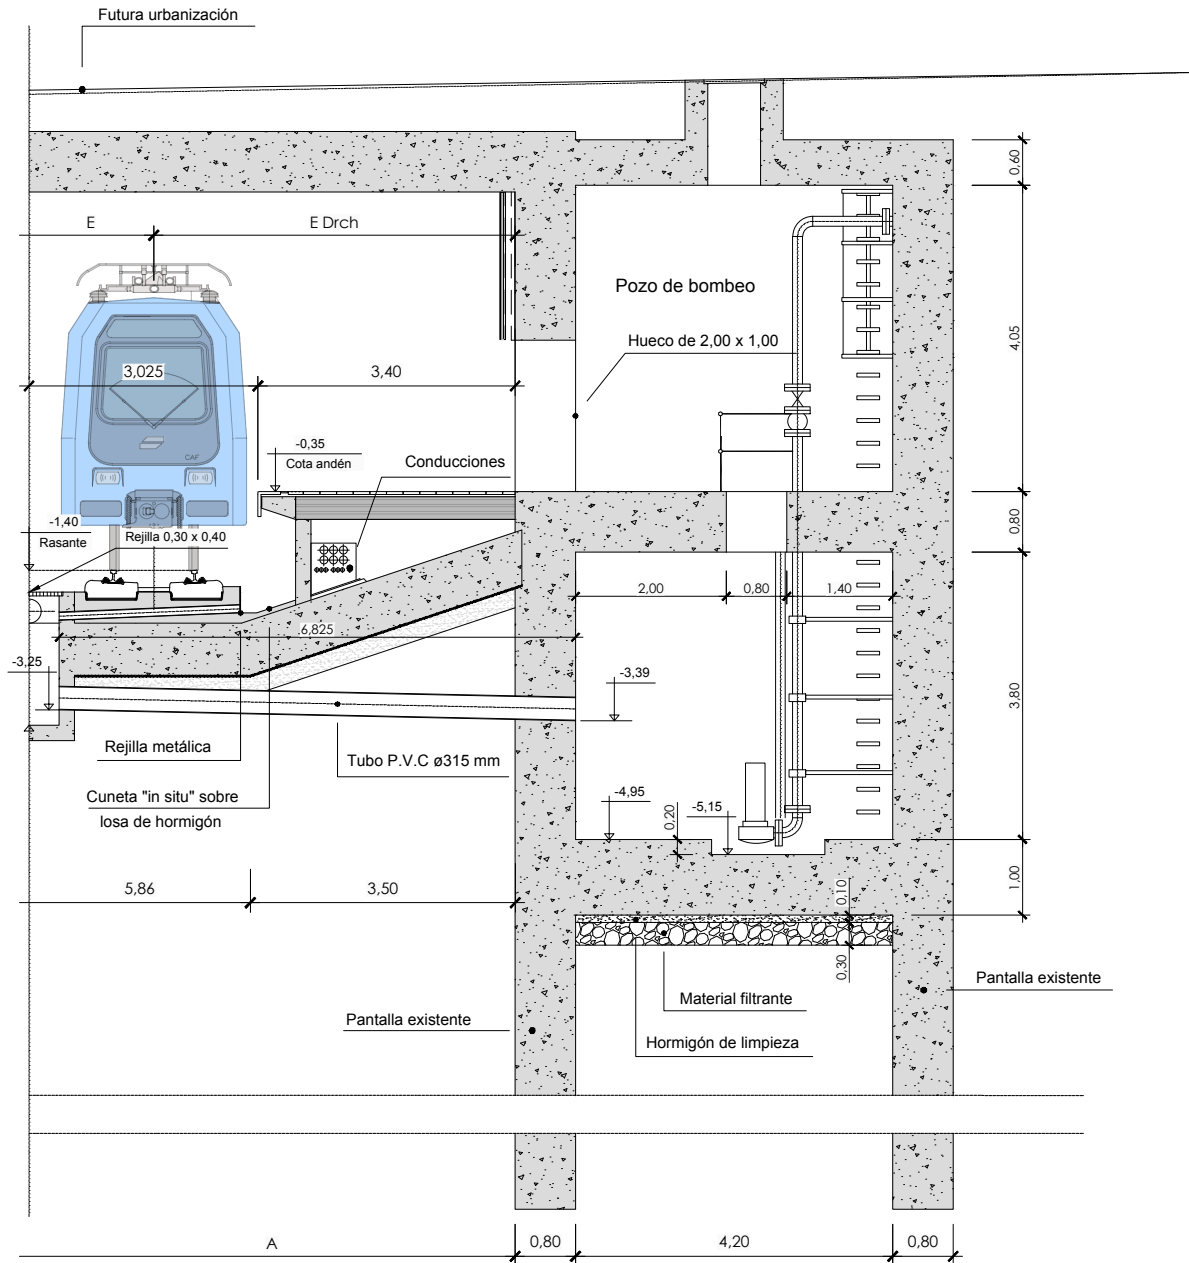 Futura urbanización
0,60
E
E Drch
Pozo de bombeo
Hueco de 2,00 x 1,00
4,05
3,025
3,40
-0,35
Cota andén
Conducciones
CAF
-1,40
Rasante
Rejilla 0,30 x 0,40
0,80
2,00
0,80
1,40
6,825
-3,25
-3,39
3,80
Rejilla metálica
Tubo P.V.C ø315 mm
Cuneta "in situ" sobre
losa de hormigón
-4,95
0,20
-5,15
5,86
3,50
0,10
1,00
0,30
Pantalla existente
Material filtrante
Pantalla existente
Hormigón de limpieza
A
0,80
4,20
0,80